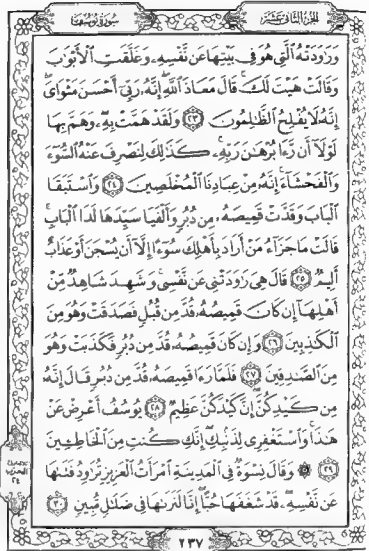 سورة يوسف
الجزء الثاني عشر
وَرَٰوَدَتْهُ ٱلَّتِى هُوَ فِى بَيْتِهَا عَن نَّفْسِهِۦ وَغَلَّقَتِ ٱلْأَبْوَٰبَ
وَقَالَتْ هَيْتَ لَكَ ۚ قَالَ مَعَاذَ ٱللَّهِ ۖ إِنَّهُۥ رَبِّىٓ أَحْسَنَ مَثْوَاىَ ۖ
إِنَّهُۥ لَا يُفْلِحُ ٱلظَّٰلِمُونَ ٢٣ وَلَقَدْ هَمَّتْ بِهِۦ ۖ وَهَمَّ بِهَا
لَوْلَآ أَن رَّءَا بُرْهَٰنَ رَبِّهِۦ ۚ كَذَٰلِكَ لِنَصْرِفَ عَنْهُ ٱلسُّوٓءَ
وَٱلْفَحْشَآءَ ۚ إِنَّهُۥ مِنْ عِبَادِنَا ٱلْمُخْلَصِينَ ٢٤ وَٱسْتَبَقَا
ٱلْبَابَ وَقَدَّتْ قَمِيصَهُۥ مِن دُبُرٍ وَأَلْفَيَا سَيِّدَهَا لَدَا ٱلْبَابِ ۚ
قَالَتْ مَا جَزَآءُ مَنْ أَرَادَ بِأَهْلِكَ سُوٓءًا إِلَّآ أَن يُسْجَنَ أَوْ عَذَابٌ
أَلِيمٌ ٢٥ قَالَ هِىَ رَٰوَدَتْنِى عَن نَّفْسِى ۚ وَشَهِدَ شَاهِدٌ مِّنْ
أَهْلِهَآ إِن كَانَ قَمِيصُهُۥ قُدَّ مِن قُبُلٍ فَصَدَقَتْ وَهُوَ مِنَ
ٱلْكَٰذِبِينَ ٢٦ وَإِن كَانَ قَمِيصُهُۥ قُدَّ مِن دُبُرٍ فَكَذَبَتْ وَهُوَ
مِنَ ٱلصَّٰدِقِينَ ٢٧ فَلَمَّا رَءَا قَمِيصَهُۥ قُدَّ مِن دُبُرٍ قَالَ إِنَّهُۥ
مِن كَيْدِكُنَّ ۖ إِنَّ كَيْدَكُنَّ عَظِيمٌ ٢٨ يُوسُفُ أَعْرِضْ عَنْ
هَٰذَا ۚ وَٱسْتَغْفِرِى لِذَنۢبِكِ ۖ إِنَّكِ كُنتِ مِنَ ٱلْخَاطِـِٔينَ
٢٩ ۞ وَقَالَ نِسْوَةٌ فِى ٱلْمَدِينَةِ ٱمْرَأَتُ ٱلْعَزِيزِ تُرَٰوِدُ فَتَىٰهَا
عَن نَّفْسِهِۦ ۖ قَدْ شَغَفَهَا حُبًّا ۖ إِنَّا لَنَرَىٰهَا فِى ضَلَٰلٍ مُّبِينٍ ٣٠
٢٣٧